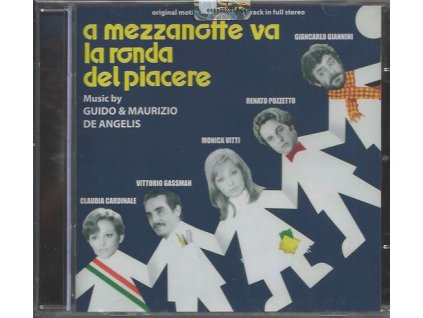 original moti
rack in full stereo
a mezzanotte va
la ronda
del piacere
Music by
GUIDO & MAURIZIO
DE ANGELIS
GIANCARLO GIANNINI
RENATO POZZETTO
MONICA VITTI
VITTORIO GASSMAN
CLAUDIA CARDINALE